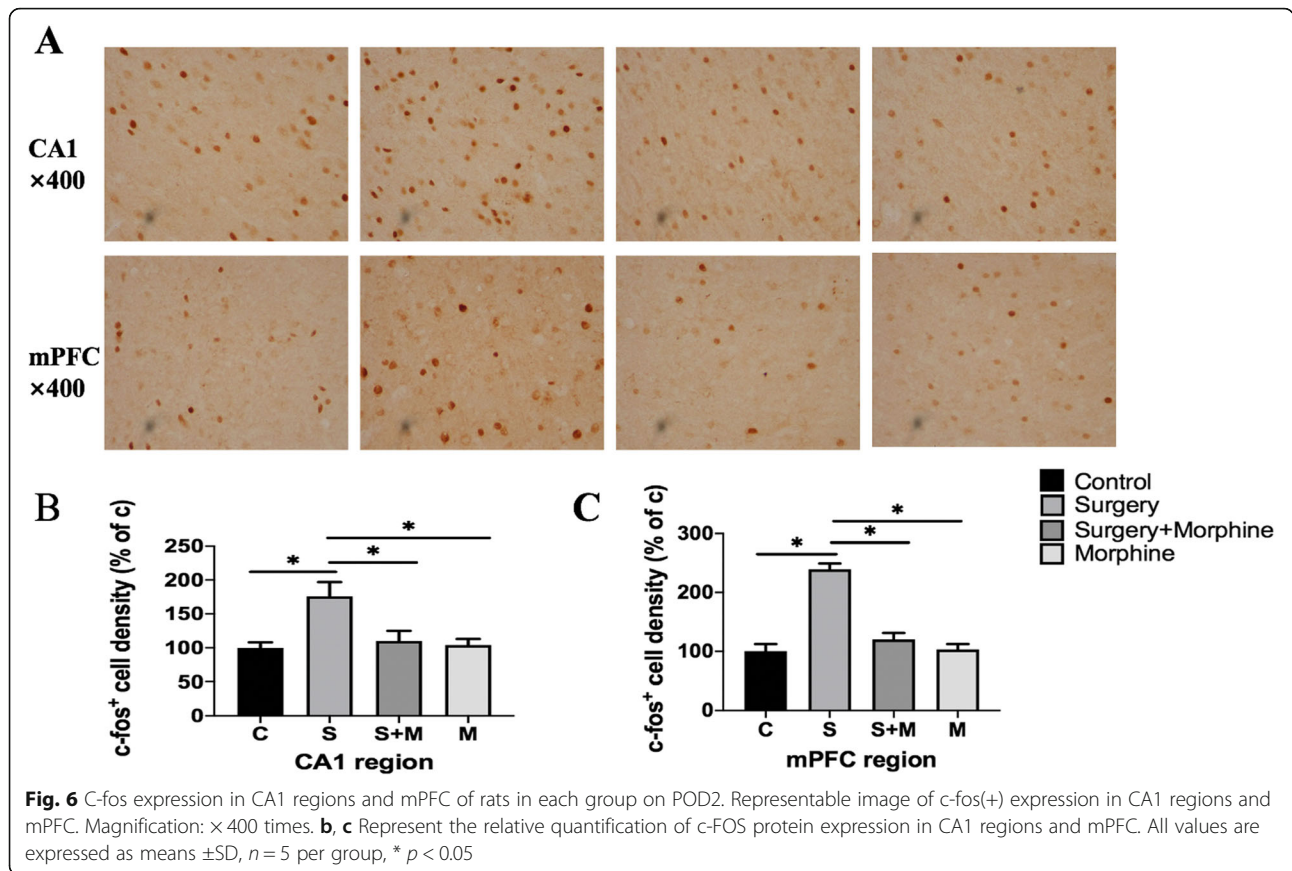 A
CA1
×400
mPFC
×400
B
c-fos+ cell density (% of c)
250
200
150
100
50
0
*
*
*
C
S
S+M
M
CA1 region
C
c-fos+ cell density (% of c)
300
200
100
0
*
*
*
C
S
S+M
M
mPFC region
Control
Surgery
Surgery+Morphine
Morphine
Fig. 6 C-fos expression in CA1 regions and mPFC of rats in each group on POD2. Representable image of c-fos(+) expression in CA1 regions and
mPFC. Magnification: × 400 times. b, c Represent the relative quantification of c-FOS protein expression in CA1 regions and mPFC. All values are
expressed as means ±SD, n = 5 per group, * p < 0.05